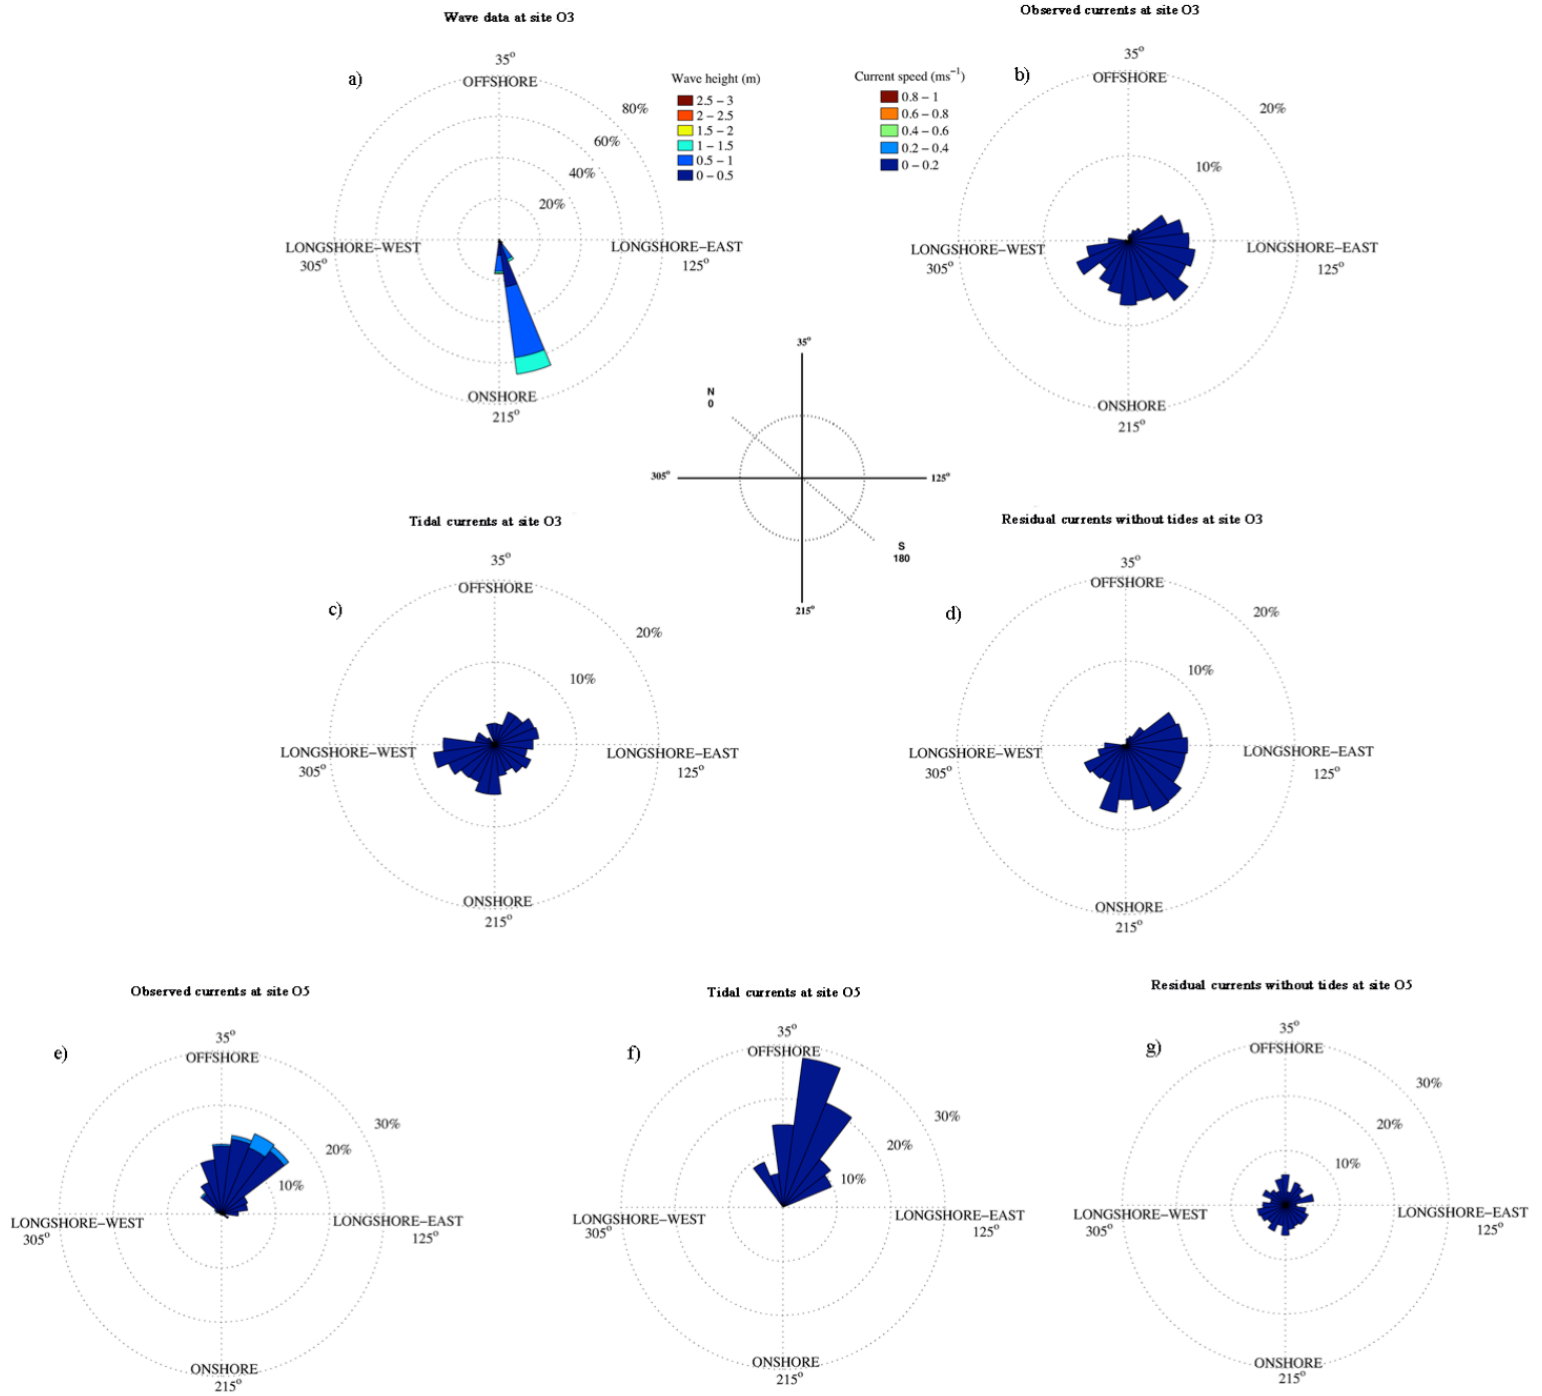 Wave data at site O3
a)
35°
OFFSHORE
80%
60%
40%
20%
LONGSHORE−WEST
305°
LONGSHORE−EAST
125°
ONSHORE
215°
Wave height (m)
2.5 – 3
2 – 2.5
1.5 – 2
1 – 1.5
0.5 – 1
0 – 0.5
Observed currents at site O3
Current speed (ms⁻¹)
0.8 – 1
0.6 – 0.8
0.4 – 0.6
0.2 – 0.4
0 – 0.2
b)
35°
OFFSHORE
20%
10%
LONGSHORE−WEST
305°
LONGSHORE−EAST
125°
ONSHORE
215°
35°
N
0
305°
125°
S
180
215°
Tidal currents at site O3
c)
35°
OFFSHORE
20%
10%
LONGSHORE−WEST
305°
LONGSHORE−EAST
125°
ONSHORE
215°
Residual currents without tides at site O3
d)
35°
OFFSHORE
20%
10%
LONGSHORE−WEST
305°
LONGSHORE−EAST
125°
ONSHORE
215°
Observed currents at site O5
e)
35°
OFFSHORE
30%
20%
10%
LONGSHORE−WEST
305°
LONGSHORE−EAST
125°
ONSHORE
215°
Tidal currents at site O5
f)
35°
OFFSHORE
30%
20%
10%
LONGSHORE−WEST
305°
LONGSHORE−EAST
125°
ONSHORE
215°
Residual currents without tides at site O5
g)
35°
OFFSHORE
30%
20%
10%
LONGSHORE−WEST
305°
LONGSHORE−EAST
125°
ONSHORE
215°